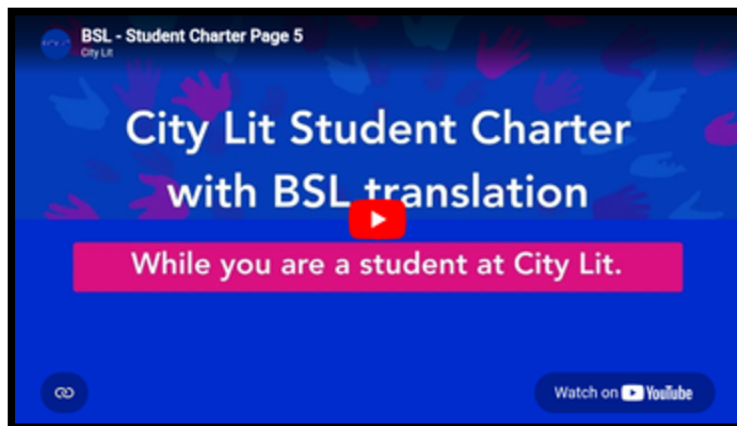 BSL - Student Charter Page 5
City Lit
City Lit Student Charter
with BSL translation
While you are a student at City Lit.
Watch on YouTube